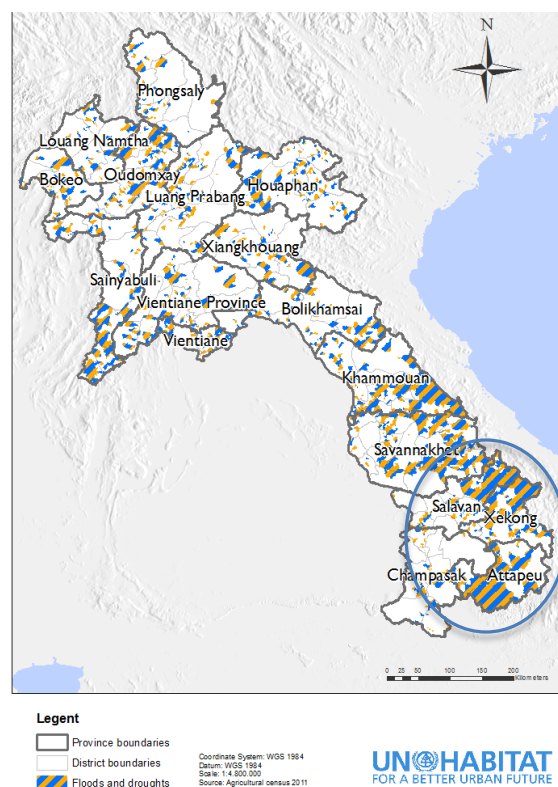 N
Phongsaly
Louang Namtha
Bokeo
Oudomxay
Luang Prabang
Houaphan
Xiangkhouang
Sainyabuli
Vientiane Province
Bolikhamsai
Vientiane
Khammouan
Savannakhet
Salavan
Xekong
Champasak
Attapeu
0 25 50 100 150 200
Kilometers
Legent
Province boundaries
District boundaries
Floods and droughts
Coordinate System: WGS 1984
Datum: WGS 1984
Scale: 1:4.800.000
Source: Agricultural census 2011
UN HABITAT
FOR A BETTER URBAN FUTURE